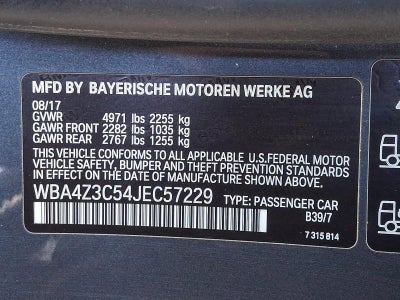 MFD BY BAYERISCHE MOTOREN WERKE AG
08/17
GVWR 4971 lbs 2255 kg
GAWR FRONT 2282 lbs 1035 kg
GAWR REAR 2767 lbs 1255 kg
THIS VEHICLE CONFORMS TO ALL APPLICABLE U.S.FEDERAL MOTOR
VEHICLE SAFETY, BUMPER, AND THEFT PREVENTION STANDARDS
IN EFFECT ON THE DATE OF MANUFACTURE SHOWN ABOVE.
WBA4Z3C54JEC57229 TYPE: PASSENGER CAR
B39/7
7 315 814